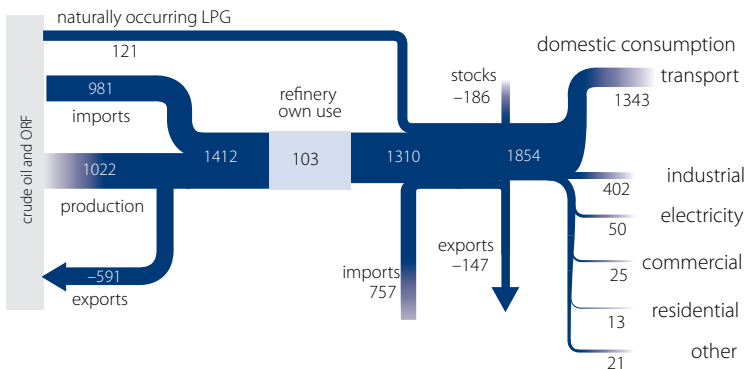 naturally occurring LPG
121
domestic consumption
transport
1343
stocks
–186
981
imports
refinery
own use
crude oil and ORF
1022
production
1412
103
1310
1854
industrial
402
electricity
50
exports
–147
commercial
25
–591
exports
imports
757
residential
13
other
21